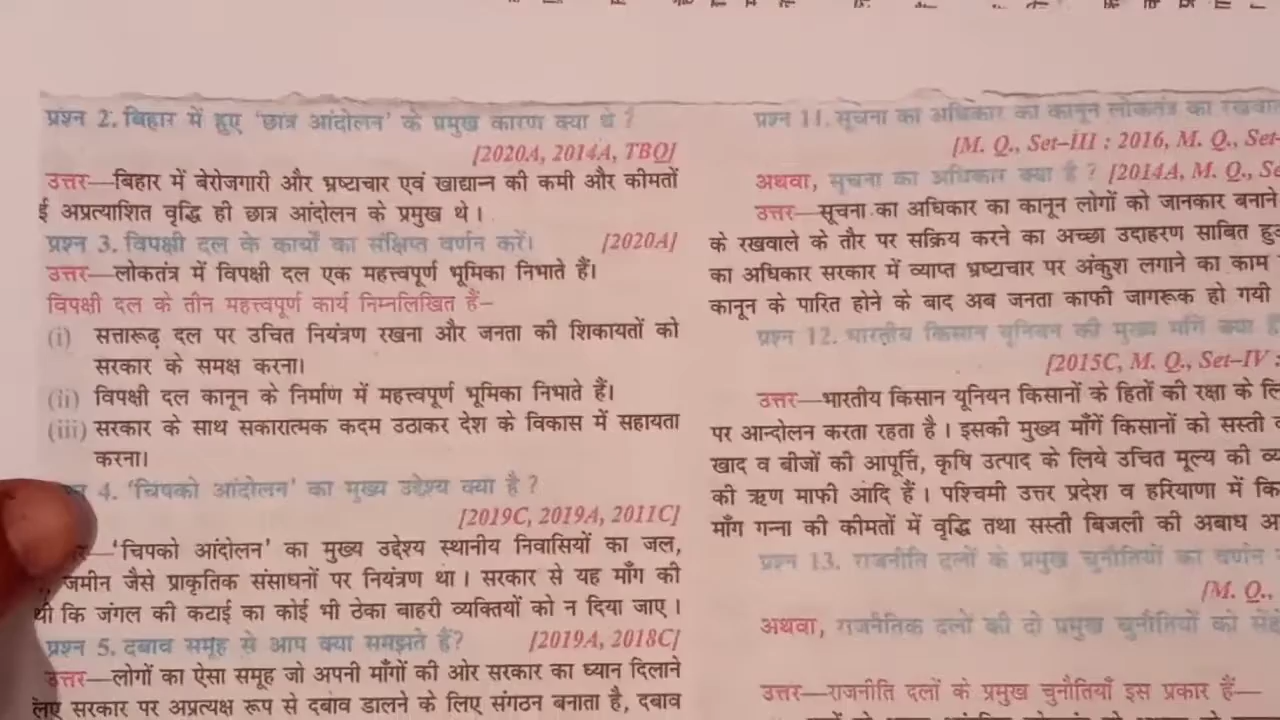 प्रश्न 2. बिहार में हुए 'छात्र आंदोलन' के प्रमुख कारण क्या थे ?
[2020A, 2014A, TBQ]
उत्तर—बिहार में बेरोजगारी और भ्रष्टाचार एवं खाद्यान्न की कमी और कीमतों
ई अप्रत्याशित वृद्धि ही छात्र आंदोलन के प्रमुख थे ।
प्रश्न 3. विपक्षी दल के कार्यों का संक्षिप्त वर्णन करें। [2020A]
उत्तर—लोकतंत्र में विपक्षी दल एक महत्त्वपूर्ण भूमिका निभाते हैं।
विपक्षी दल के तीन महत्त्वपूर्ण कार्य निम्नलिखित हैं–
(i) सत्तारूढ़ दल पर उचित नियंत्रण रखना और जनता की शिकायतों को
सरकार के समक्ष करना।
(ii) विपक्षी दल कानून के निर्माण में महत्त्वपूर्ण भूमिका निभाते हैं।
(iii) सरकार के साथ सकारात्मक कदम उठाकर देश के विकास में सहायता
करना।
4. 'चिपको आंदोलन' का मुख्य उद्देश्य क्या है ?
[2019C, 2019A, 2011C]
—'चिपको आंदोलन' का मुख्य उद्देश्य स्थानीय निवासियों का जल,
जमीन जैसे प्राकृतिक संसाधनों पर नियंत्रण था । सरकार से यह माँग की
थी कि जंगल की कटाई का कोई भी ठेका बाहरी व्यक्तियों को न दिया जाए ।
प्रश्न 5. दबाव समूह से आप क्या समझते हैं? [2019A, 2018C]
उत्तर—लोगों का ऐसा समूह जो अपनी माँगों की ओर सरकार का ध्यान दिलाने
लिए सरकार पर अप्रत्यक्ष रूप से दबाव डालने के लिए संगठन बनाता है, दबाव
प्रश्न 11. सूचना का अधिकार का कानून लोकतंत्र का रखवा
[M. Q., Set–III : 2016, M. Q., Set-
अथवा, सूचना का अधिकार क्या है ? [2014A, M. Q., Se
उत्तर—सूचना का अधिकार का कानून लोगों को जानकार बनाने
के रखवाले के तौर पर सक्रिय करने का अच्छा उदाहरण साबित हुअ
का अधिकार सरकार में व्याप्त भ्रष्टाचार पर अंकुश लगाने का काम
कानून के पारित होने के बाद अब जनता काफी जागरूक हो गयी
प्रश्न 12. भारतीय किसान यूनियन की मुख्य माँगें क्या हैं
[2015C, M. Q., Set–IV :
उत्तर—भारतीय किसान यूनियन किसानों के हितों की रक्षा के लि
पर आन्दोलन करता रहता है । इसकी मुख्य माँगें किसानों को सस्ती
खाद व बीजों की आपूर्त्ति, कृषि उत्पाद के लिये उचित मूल्य की व्य
की ऋण माफी आदि हैं । पश्चिमी उत्तर प्रदेश व हरियाणा में कि
माँग गन्ना की कीमतों में वृद्धि तथा सस्ती बिजली की अबाध आ
प्रश्न 13. राजनीति दलों के प्रमुख चुनौतियों का वर्णन
[M. Q.,
अथवा, राजनैतिक दलों की दो प्रमुख चुनौतियों को
उत्तर—राजनीति दलों के प्रमुख चुनौतियाँ इस प्रकार हैं—